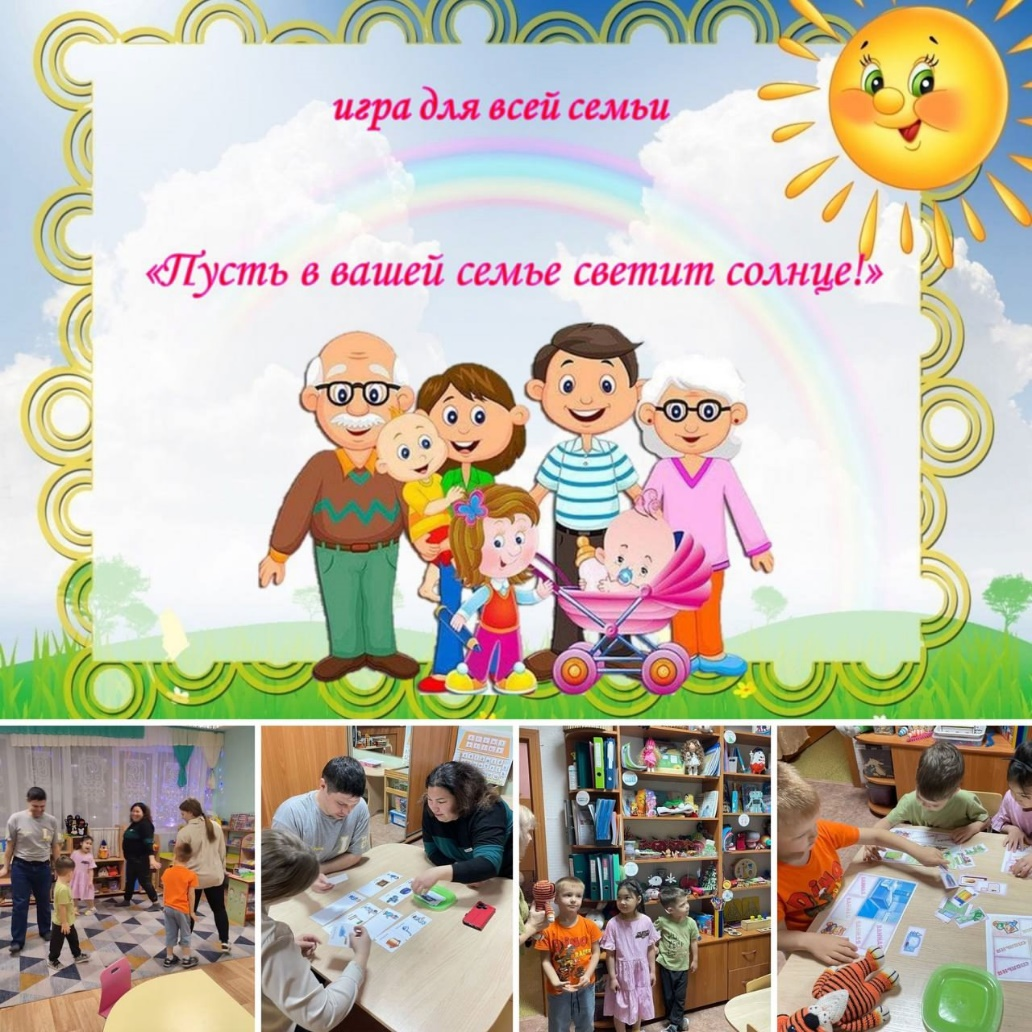 игра для всей семьи
«Пусть в вашей семье светит солнце!»